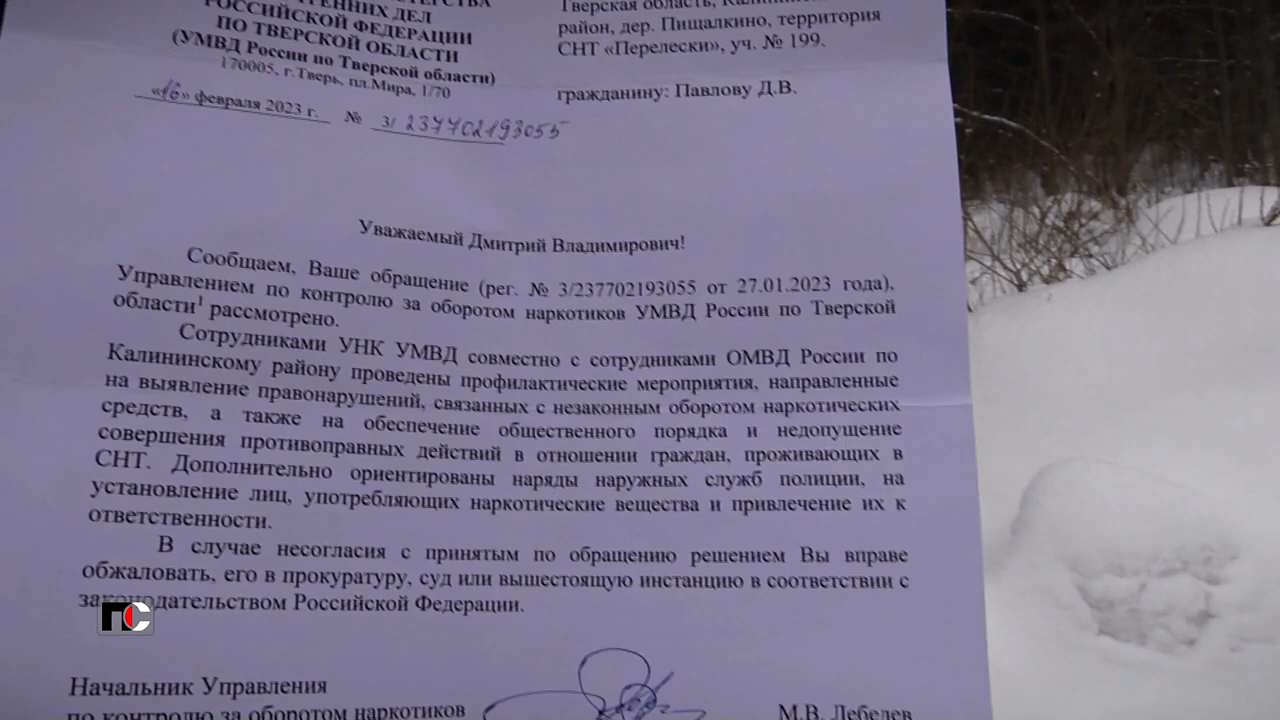 ВНУТРЕННИХ ДЕЛ
РОССИЙСКОЙ ФЕДЕРАЦИИ
ПО ТВЕРСКОЙ ОБЛАСТИ
(УМВД России по Тверской области)
170005, г.Тверь, пл.Мира, 1/70
«16» февраля 2023 г. № 3/ 237702193055
Тверская область,
район, дер. Пищалкино, территория
СНТ «Перелески», уч. № 199.
гражданину: Павлову Д.В.
Уважаемый Дмитрий Владимирович!
Сообщаем, Ваше обращение (рег. № 3/237702193055 от 27.01.2023 года),
Управлением по контролю за оборотом наркотиков УМВД России по Тверской
области¹ рассмотрено.
Сотрудниками УНК УМВД совместно с сотрудниками ОМВД России по
Калининскому району проведены профилактические мероприятия, направленные
на выявление правонарушений, связанных с незаконным оборотом наркотических
средств, а также на обеспечение общественного порядка и недопущение
совершения противоправных действий в отношении граждан, проживающих в
СНТ. Дополнительно ориентированы наряды наружных служб полиции, на
установление лиц, употребляющих наркотические вещества и привлечение их к
ответственности.
В случае несогласия с принятым по обращению решением Вы вправе
обжаловать, его в прокуратуру, суд или вышестоящую инстанцию в соответствии с
законодательством Российской Федерации.
ПС
Начальник Управления
по контролю за оборотом наркотиков
М.В. Лебедев